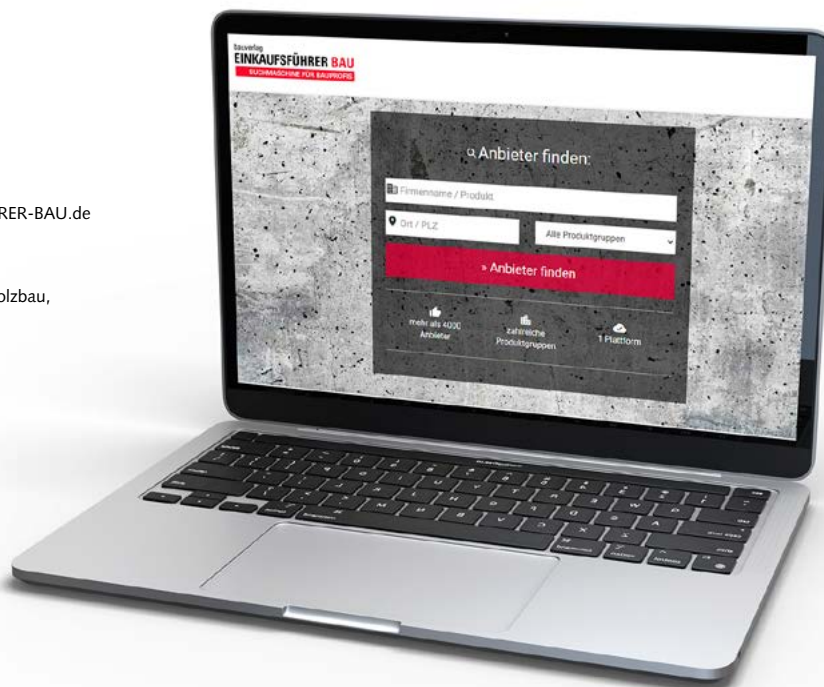 RER-BAU.de
olzbau,
bauverlag
EINKAUFSFÜHRER BAU
SUCHMASCHINE FÜR BAUPROFIS
Anbieter finden:
Firmenname / Produkt
Ort / PLZ
Alle Produktgruppen
» Anbieter finden
mehr als 4000
Anbieter
zahlreiche
Produktgruppen
1 Plattform